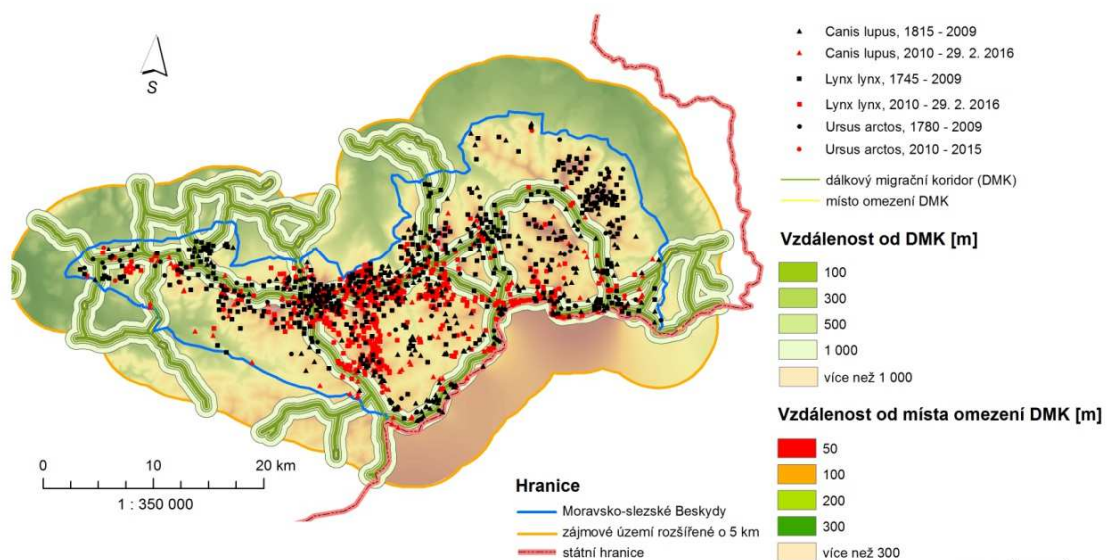 Canis lupus, 1815 - 2009
Canis lupus, 2010 - 29. 2. 2016
Lynx lynx, 1745 - 2009
Lynx lynx, 2010 - 29. 2. 2016
Ursus arctos, 1780 - 2009
Ursus arctos, 2010 - 2015
dálkový migrační koridor (DMK)
místo omezení DMK
Vzdálenost od DMK [m]
100
300
500
1 000
více než 1 000
Vzdálenost od místa omezení DMK [m]
50
100
200
300
více než 300
S
0 10 20 km
1 : 350 000
Hranice
Moravsko-slezské Beskydy
zájmové území rozšířené o 5 km
státní hranice